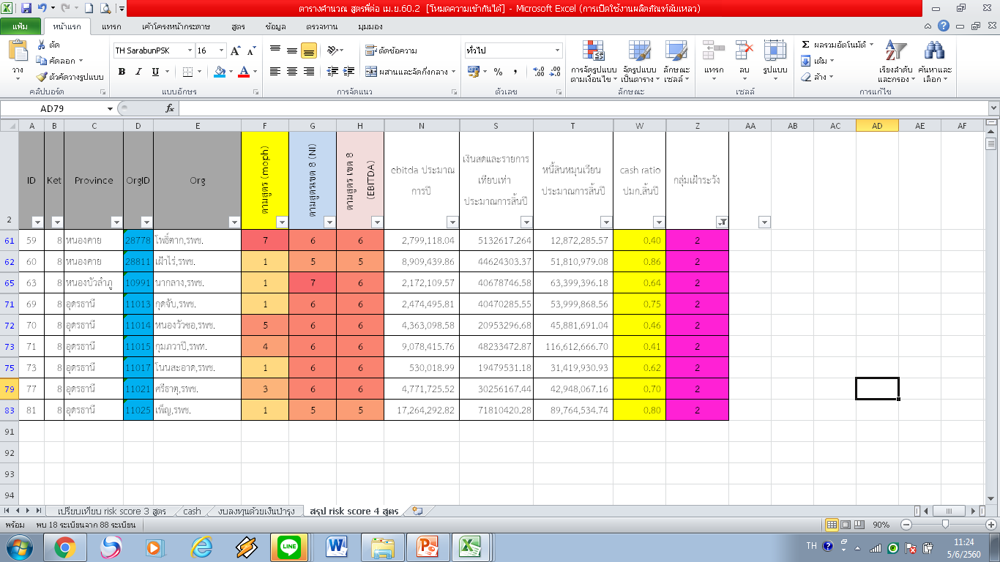 ตารางคำนวณ สูตรพี่ต่อ เม.ย.60.2 [โหมดความเข้ากันได้] - Microsoft Excel (การเปิดใช้งานผลิตภัณฑ์ล้มเหลว)
แฟ้ม หน้าแรก แทรก เค้าโครงหน้ากระดาษ สูตร ข้อมูล ตรวจทาน มุมมอง
วาง ตัด คัดลอก ตัวคัดวางรูปแบบ
TH SarabunPSK 16
ตัดข้อความ
ผสานและจัดกึ่งกลาง
ทั่วไป
การจัดรูปแบบตามเงื่อนไข จัดรูปแบบเป็นตาราง ลักษณะเซลล์
แทรก ลบ รูปแบบ
ผลรวมอัตโนมัติ
เติม
ล้าง
เรียงลำดับและกรอง ค้นหาและเลือก
คลิปบอร์ด แบบอักษร การจัดแนว ตัวเลข ลักษณะ เซลล์ การแก้ไข
AD79 fx
A B C D E F G H N S T W Z AA AB AC AD AE AF
2 ID Ket Province OrgID Org ตามสูตร (moph) ตามสูตรเขต 8 (NI) ตามสูตร เขต 8 (EBITDA) ebitda ประมาณการปี เงินสดและรายการเทียบเท่าประมาณการสิ้นปี หนี้สินหมุนเวียนประมาณการสิ้นปี cash ratio ปมก.สิ้นปี กลุ่มเฝ้าระวัง
61 59 8 หนองคาย 28778 โพธิ์ตาก,รพช. 7 6 6 2,799,118.04 5132617.264 12,872,285.57 0.40 2
62 60 8 หนองคาย 28811 เฝ้าไร่,รพช. 1 5 5 8,909,439.86 44624303.37 51,810,979.08 0.86 2
65 63 8 หนองบัวลำภู 10991 นากลาง,รพช. 1 7 6 2,172,109.57 40678746.58 63,399,396.18 0.64 2
71 69 8 อุดรธานี 11013 กุดจับ,รพช. 1 6 6 2,474,495.81 40470285.55 53,999,868.56 0.75 2
72 70 8 อุดรธานี 11014 หนองวัวซอ,รพช. 5 6 6 4,363,098.58 20953296.68 45,881,691.04 0.46 2
73 71 8 อุดรธานี 11015 กุมภวาปี,รพท. 4 6 6 9,078,415.76 48233472.87 116,612,666.70 0.41 2
75 73 8 อุดรธานี 11017 โนนสะอาด,รพช. 1 6 6 530,018.99 19479531.18 31,419,930.93 0.62 2
79 77 8 อุดรธานี 11021 ศรีธาตุ,รพช. 3 6 6 4,771,725.52 30256167.44 42,948,067.16 0.70 2
83 81 8 อุดรธานี 11025 เพ็ญ,รพช. 1 5 5 17,264,292.82 71810420.28 89,764,534.74 0.80 2
91
92
93
94
เปรียบเทียบ risk score 3 สูตร cash งบลงทุนด้วยเงินบำรุง สรุป risk score 4 สูตร
พร้อม พบ 18 ระเบียนจาก 88 ระเบียน 90%
LINE TH 11:24
5/6/2560